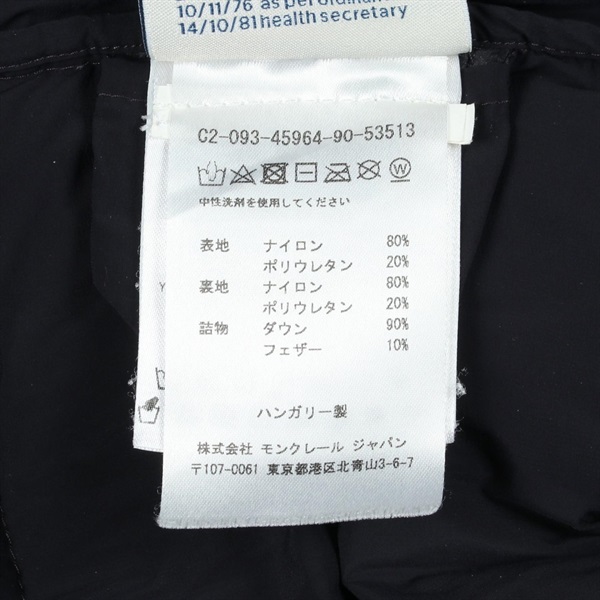 10/11/76 as per
14/10/81 health secretary
C2-093-45964-90-53513
W
中性洗剤を使用してください
表地 ナイロン 80%
ポリウレタン 20%
裏地 ナイロン 80%
ポリウレタン 20%
詰物 ダウン 90%
フェザー 10%
ハンガリー製
株式会社 モンクレール ジャパン
〒107-0061 東京都港区北青山3-6-7